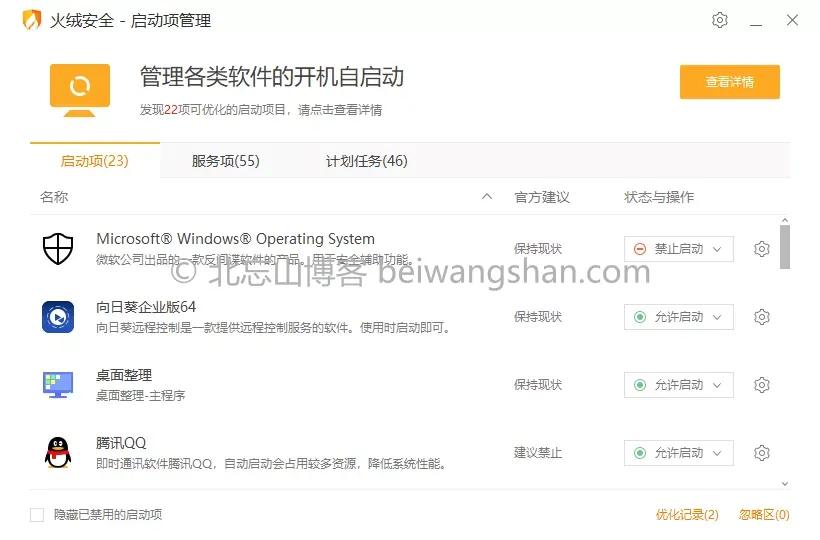 火绒安全 - 启动项管理
管理各类软件的开机自启动
发现22项可优化的启动项目，请点击查看详情
查看详情
启动项(23) 服务项(55) 计划任务(46)
名称 官方建议 状态与操作
Microsoft® Windows® Operating System
微软公司出品的一款反间谍软件的产品。用于安全辅助功能。
保持现状 禁止启动
© 北忘山博客 beiwangshan.com
向日葵企业版64
向日葵远程控制是一款提供远程控制服务的软件。使用时启动即可。
保持现状 允许启动
桌面整理
桌面整理-主程序
保持现状 允许启动
腾讯QQ
即时通讯软件腾讯QQ，自动启动会占用较多资源，降低系统性能。
建议禁止 允许启动
隐藏已禁用的启动项 优化记录(2) 忽略区(0)